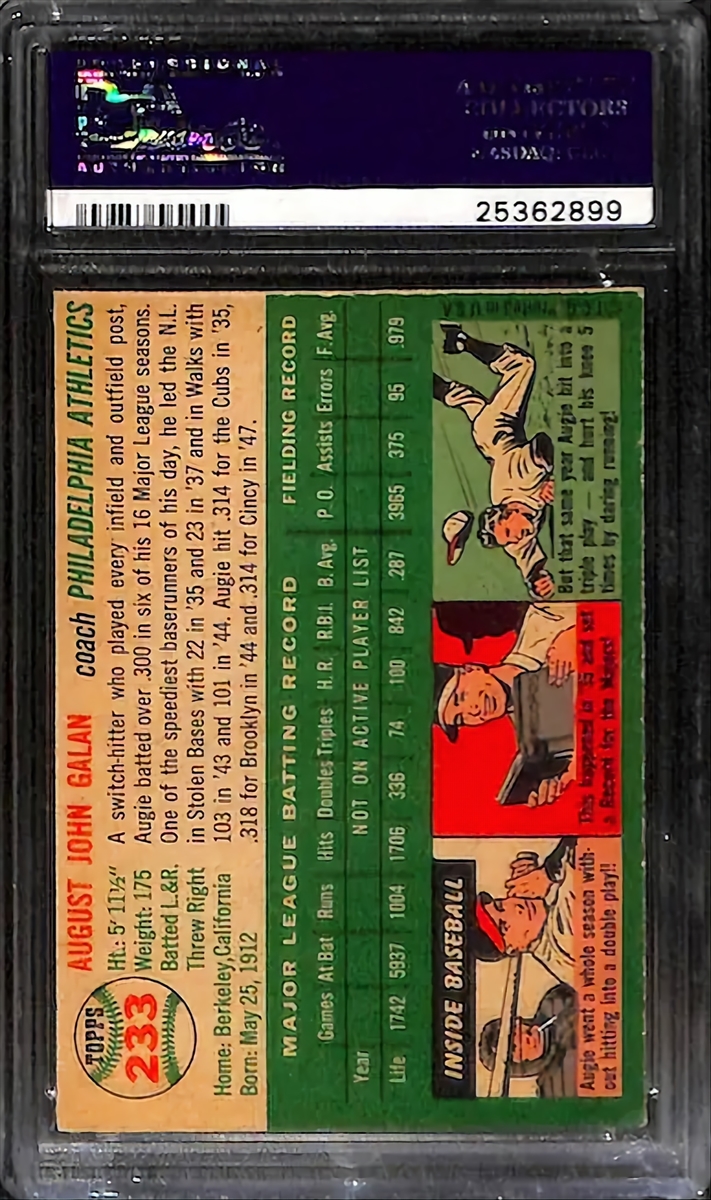 25362899
TOPPS
233
AUGUST JOHN GALAN coach PHILADELPHIA ATHLETICS
Ht.: 5' 11½"
Weight: 175
Batted L.&R.
Threw Right
Home: Berkeley, California
Born: May 25, 1912
A switch-hitter who played every infield and outfield post,
Augie batted over .300 in six of his 16 Major League seasons.
One of the speediest baserunners of his day, he led the N.L.
in Stolen Bases with 22 in '35 and 23 in '37 and in Walks with
103 in '43 and 101 in '44. Augie hit .314 for the Cubs in '35,
.318 for Brooklyn in '44 and .314 for Cincy in '47.
MAJOR LEAGUE BATTING RECORD FIELDING RECORD
Games At Bat Runs Hits Doubles Triples H.R. R.B.I. B.Avg. P.O. Assists Errors F.Avg.
Year NOT ON ACTIVE PLAYER LIST
Life 1742 5937 1004 1706 336 74 100 842 .287 3965 375 95 .979
INSIDE BASEBALL
Augie went a whole season with-
out hitting into a double play!!
This happened in '35 and set
a Record for the Majors!
But that same year Augie hit into a
triple play — and hurt his knee 5
times by daring running!
Printed in U.S.A.
COLLECTORS
NASDAQ: